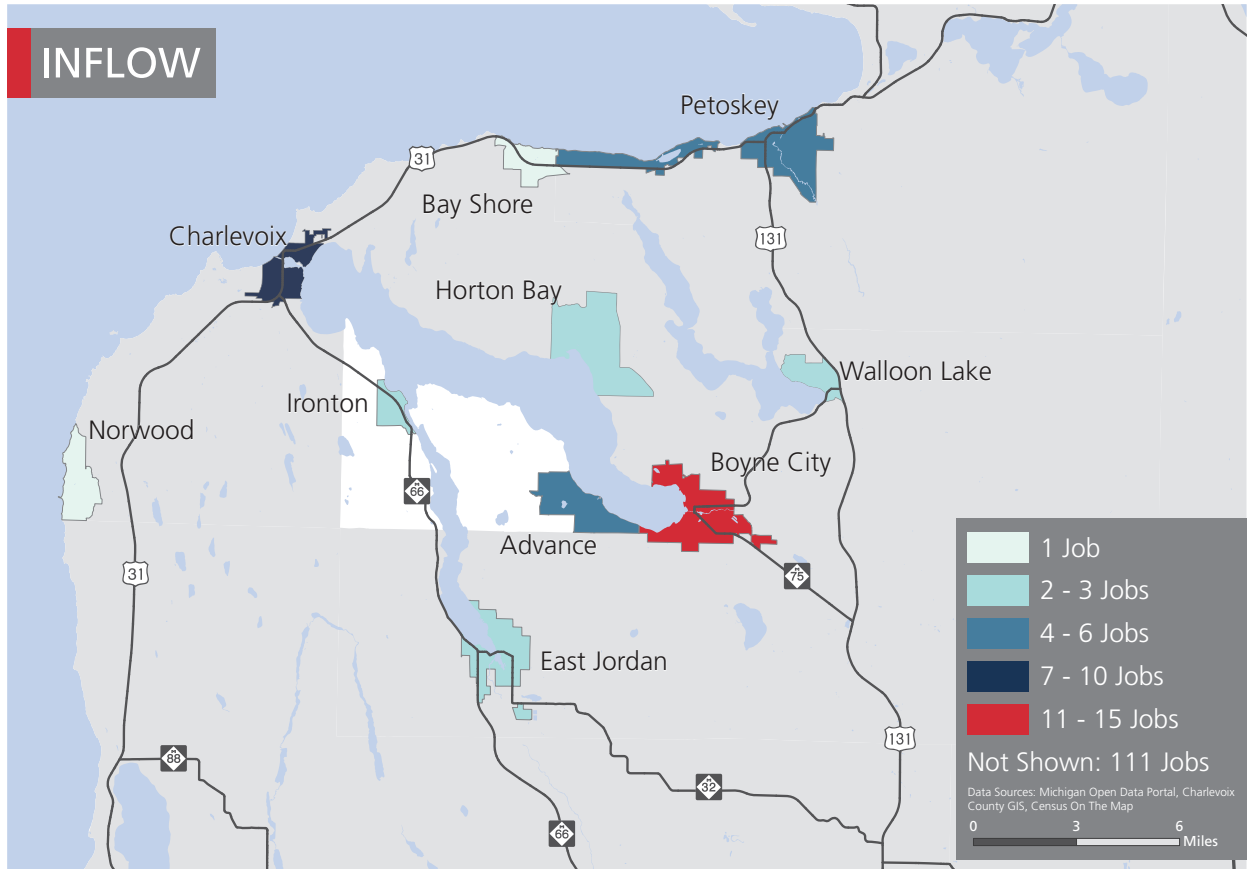 INFLOW
Petoskey
31
Bay Shore
Charlevoix
131
Horton Bay
Walloon Lake
Ironton
Norwood
Boyne City
M
66
Advance
31
M
75
East Jordan
131
M
88
M
32
M
66
1 Job
2 - 3 Jobs
4 - 6 Jobs
7 - 10 Jobs
11 - 15 Jobs
Not Shown: 111 Jobs
Data Sources: Michigan Open Data Portal, Charlevoix
County GIS, Census On The Map
0 3 6
Miles